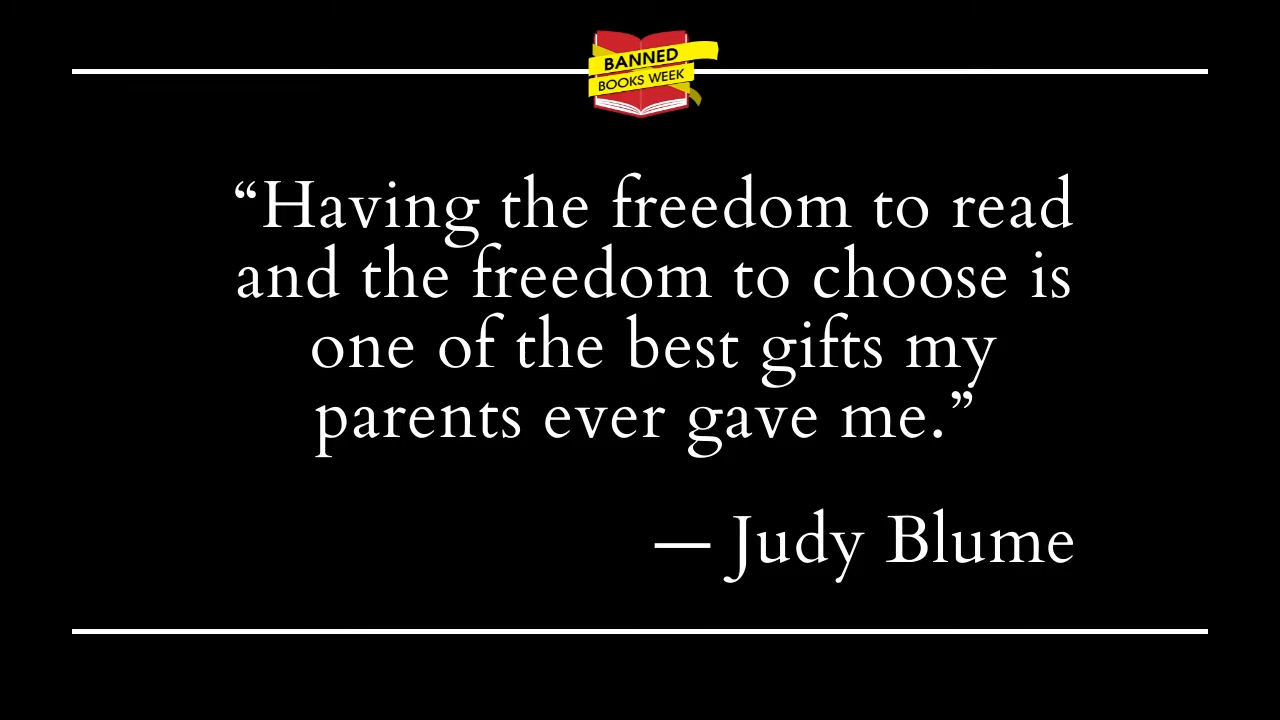 BANNED
BOOKS WEEK
“Having the freedom to read
and the freedom to choose is
one of the best gifts my
parents ever gave me.”
— Judy Blume